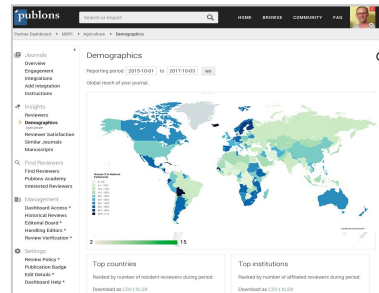 publons
Search or Import
HOME BROWSE COMMUNITY FAQ
Partner Dashboard > MDPI > Agriculture > Demographics
Journals
Overview
Engagement
Integrations
Add Integration
Instructions
Insights
Reviewers
> Demographics
Agriculture
Reviewer Satisfaction
Similar Journals
Manuscripts
Find Reviewers
Find Reviewers
Publons Academy
Interested Reviewers
Management
Dashboard Access *
Historical Reviews
Editorial Board *
Handling Editors *
Review Verification *
Settings
Review Policy *
Publication Badge
Edit Details *
Dashboard Help *
Demographics
Reporting period: 2015-10-01 to 2017-10-03 GO
Global reach of your journal.
2 15
Top countries
Ranked by number of resident reviewers during period.
Download as CSV | XLSX
Top institutions
Ranked by number of affiliated reviewers during period.
Download as CSV | XLSX